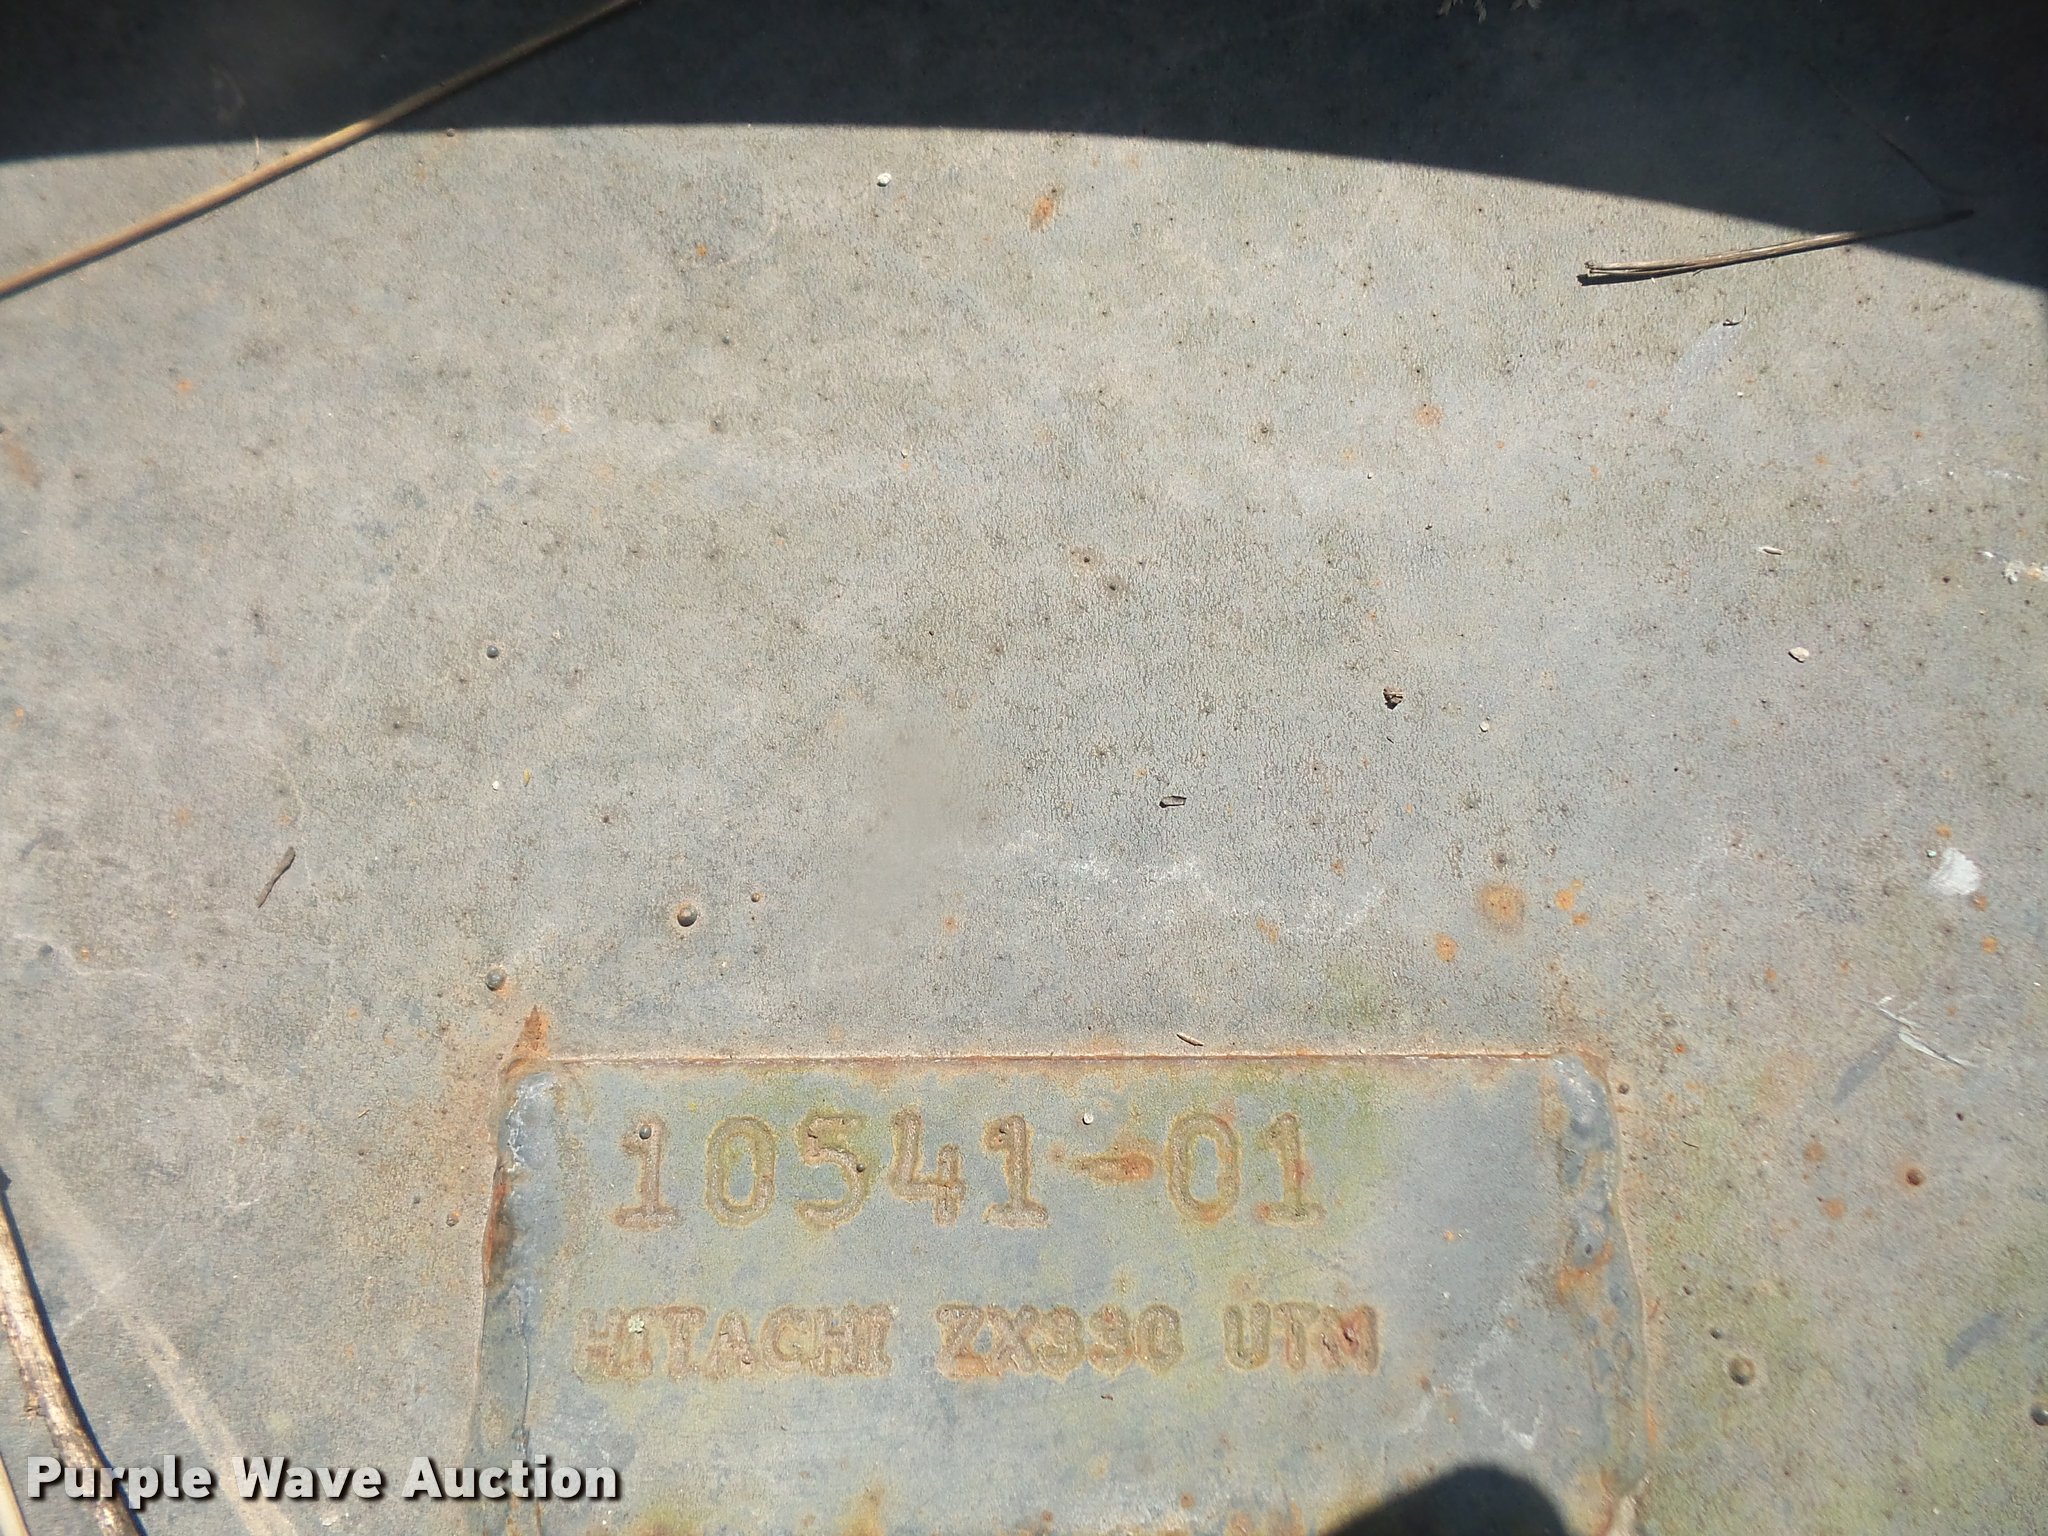 10541-01
HITACHI ZX330 UTM
Purple Wave Auction